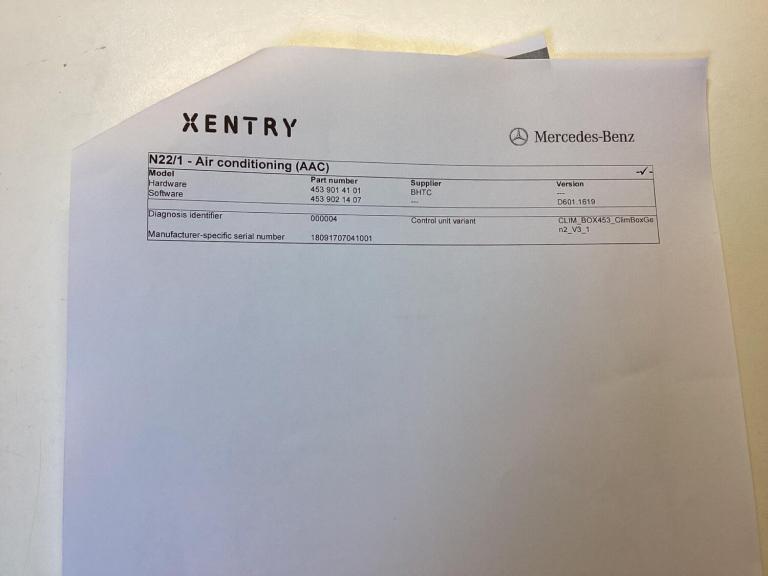 XENTRY
Mercedes-Benz
N22/1 - Air conditioning (AAC) -✓-
Model Part number Supplier Version
Hardware 453 901 41 01 BHTC ---
Software 453 902 14 07 --- D601.1619
Diagnosis identifier 000004 Control unit variant CLIM_BOX453_ClimBoxGe
n2_V3_1
Manufacturer-specific serial number 18091707041001